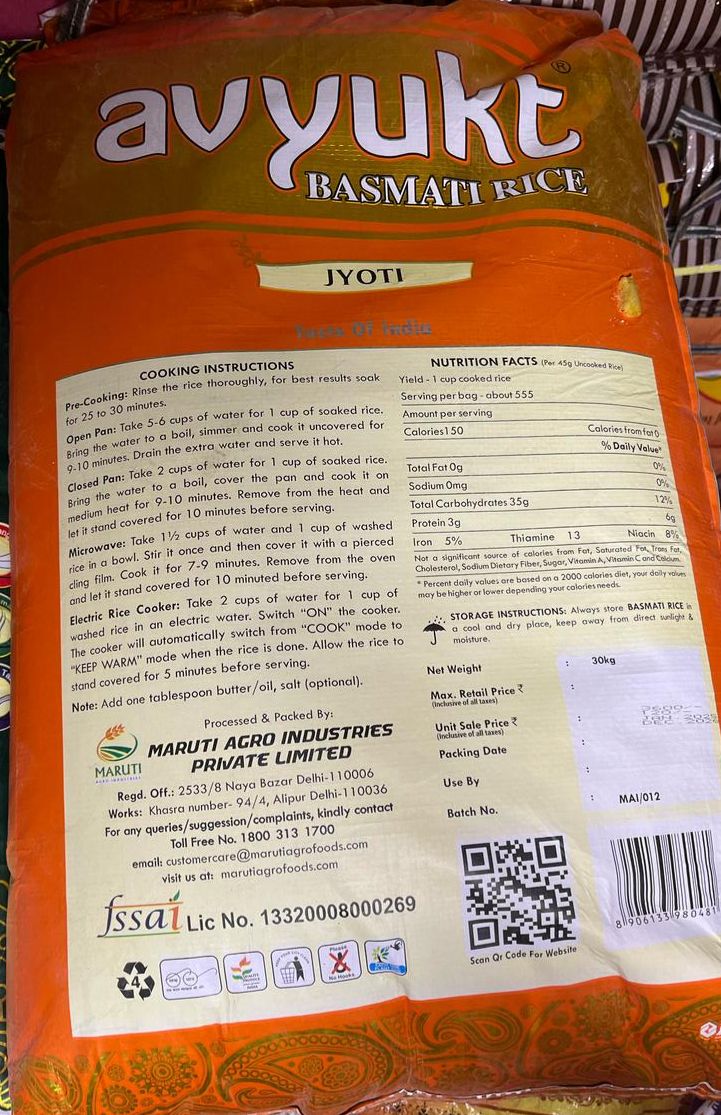 avyukt ®
BASMATI RICE
JYOTI
Taste Of India
COOKING INSTRUCTIONS
Pre-Cooking: Rinse the rice thoroughly, for best results soak
for 25 to 30 minutes.
Open Pan: Take 5-6 cups of water for 1 cup of soaked rice.
Bring the water to a boil, simmer and cook it uncovered for
9-10 minutes. Drain the extra water and serve it hot.
Closed Pan: Take 2 cups of water for 1 cup of soaked rice.
Bring the water to a boil, cover the pan and cook it on
medium heat for 9-10 minutes. Remove from the heat and
let it stand covered for 10 minutes before serving.
Microwave: Take 1½ cups of water and 1 cup of washed
rice in a bowl. Stir it once and then cover it with a pierced
cling film. Cook it for 7-9 minutes. Remove from the oven
and let it stand covered for 10 minuted before serving.
Electric Rice Cooker: Take 2 cups of water for 1 cup of
washed rice in an electric water. Switch "ON" the cooker.
The cooker will automatically switch from "COOK" mode to
"KEEP WARM" mode when the rice is done. Allow the rice to
stand covered for 5 minutes before serving.
Note: Add one tablespoon butter/oil, salt (optional).
Processed & Packed By:
MARUTI
AGRO INDUSTRIES
MARUTI AGRO INDUSTRIES
PRIVATE LIMITED
Regd. Off.: 2533/8 Naya Bazar Delhi-110006
Works: Khasra number- 94/4, Alipur Delhi-110036
For any queries/suggession/complaints, kindly contact
Toll Free No. 1800 313 1700
email: customercare@marutiagrofoods.com
visit us at: marutiagrofoods.com
fssai Lic No. 13320008000269
4
Please
No Hooks
NUTRITION FACTS (Per 45g Uncooked Rice)
Yield - 1 cup cooked rice
Serving per bag - about 555
Amount per serving
Calories150 Calories from fat 0
% Daily Value*
Total Fat 0g 0%
Sodium 0mg 0%
Total Carbohydrates 35g 12%
Protein 3g 6g
Iron 5% Thiamine 13 Niacin 8%
Not a significant source of calories from Fat, Saturated Fat, Trans Fat,
Cholesterol, Sodium Dietary Fiber, Sugar, Vitamin A, Vitamin C and Calcium.
* Percent daily values are based on a 2000 calories diet, your daily values
may be higher or lower depending your calories needs.
STORAGE INSTRUCTIONS: Always store BASMATI RICE in
a cool and dry place, keep away from direct sunlight &
moisture.
Net Weight : 30kg
Max. Retail Price ₹ :
(Inclusive of all taxes)
Unit Sale Price ₹ :
(Inclusive of all taxes)
Packing Date :
Use By :
Batch No. : MAI/012
3600/-
120/-
Scan Qr Code For Website
8 906133 980481